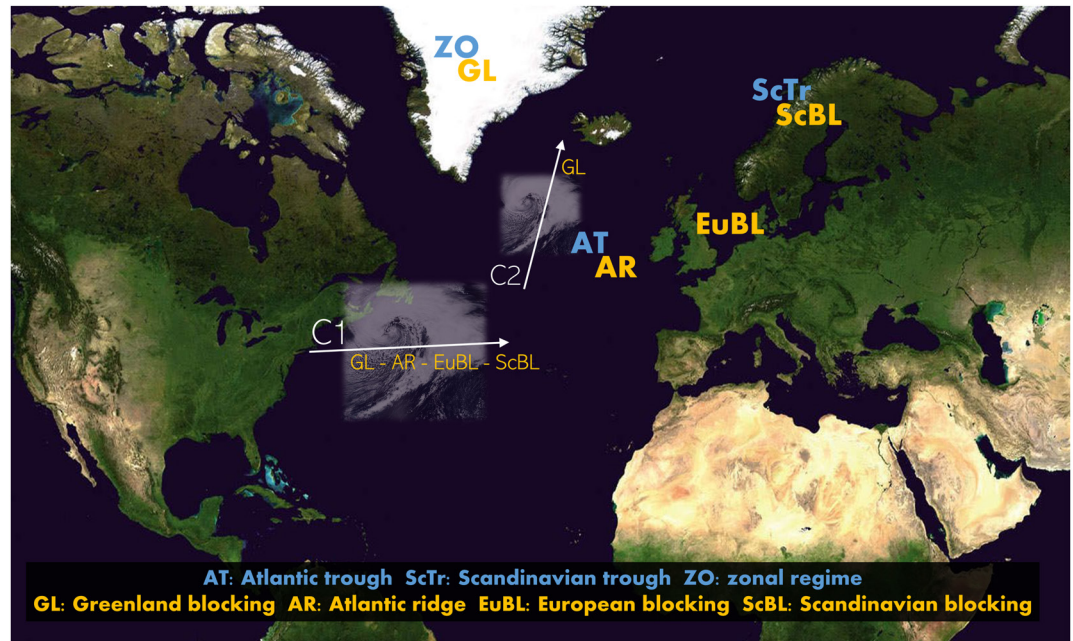 ZO
GL
ScTr
ScBL
GL
EuBL
AT
AR
C2
C1
GL - AR - EuBL - ScBL
AT: Atlantic trough ScTr: Scandinavian trough ZO: zonal regime
GL: Greenland blocking AR: Atlantic ridge EuBL: European blocking ScBL: Scandinavian blocking